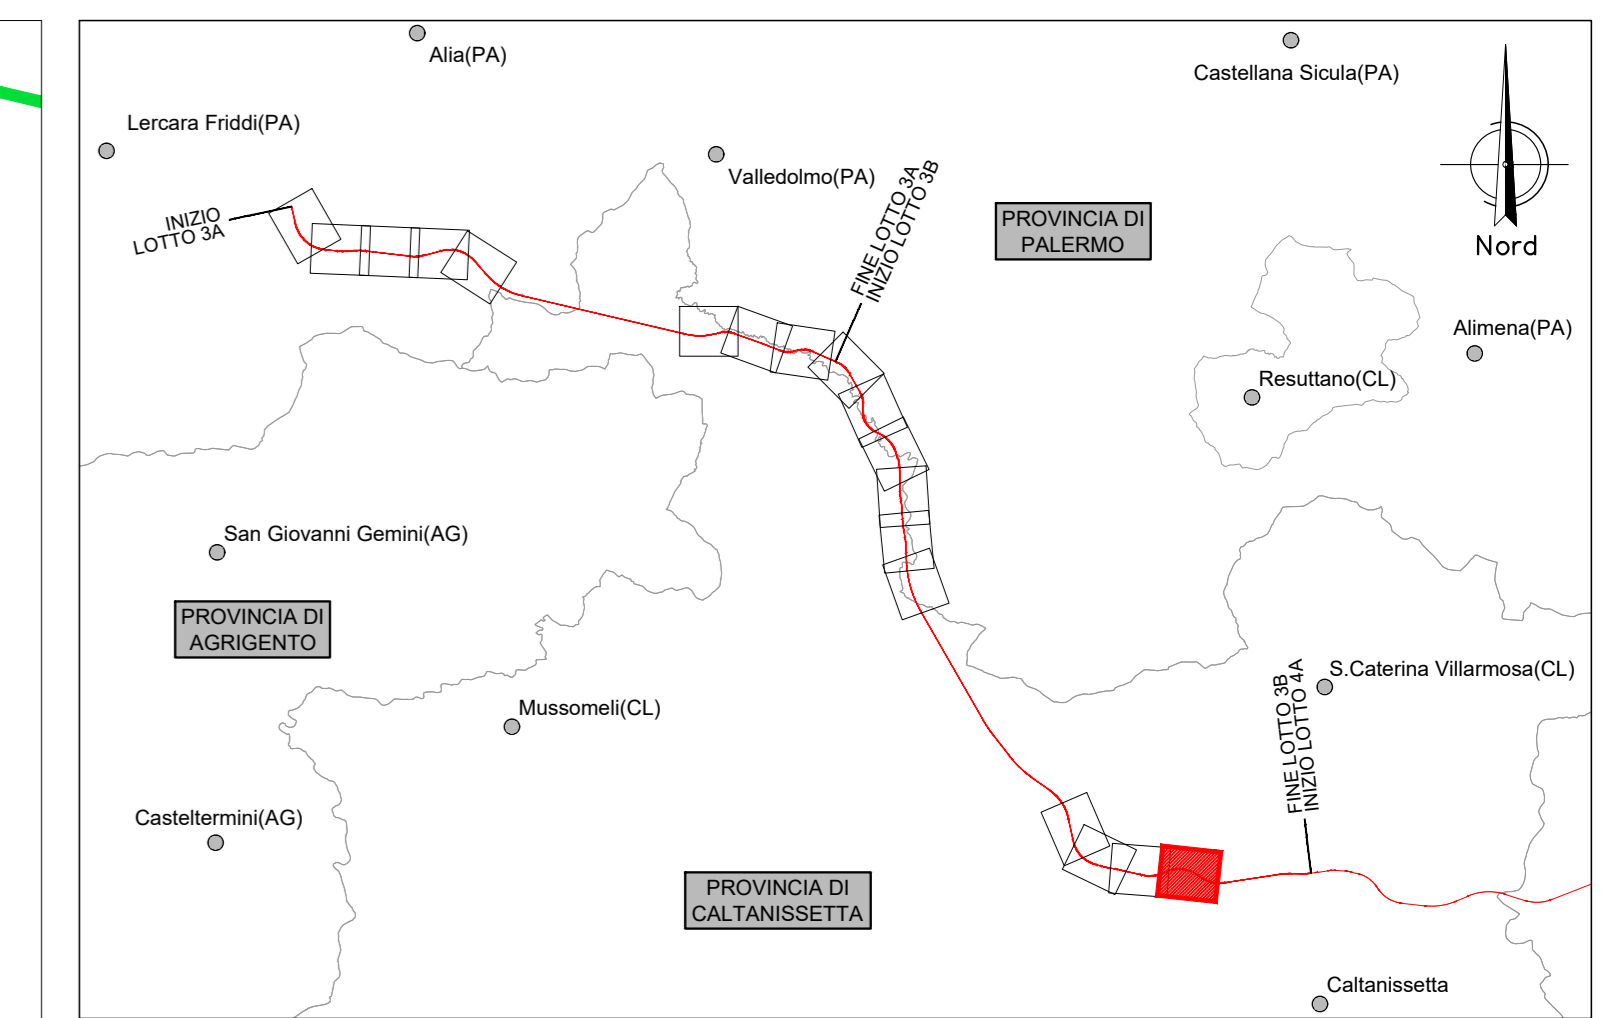 Alia(PA)
Castellana Sicula(PA)
Lercara Friddi(PA)
Valledolmo(PA)
INIZIO
LOTTO 3A
FINE LOTTO 3A
INIZIO LOTTO 3B
PROVINCIA DI
PALERMO
Nord
Alimena(PA)
Resuttano(CL)
San Giovanni Gemini(AG)
PROVINCIA DI
AGRIGENTO
S.Caterina Villarmosa(CL)
FINE LOTTO 3B
INIZIO LOTTO 4A
Mussomeli(CL)
Casteltermini(AG)
PROVINCIA DI
CALTANISSETTA
Caltanissetta